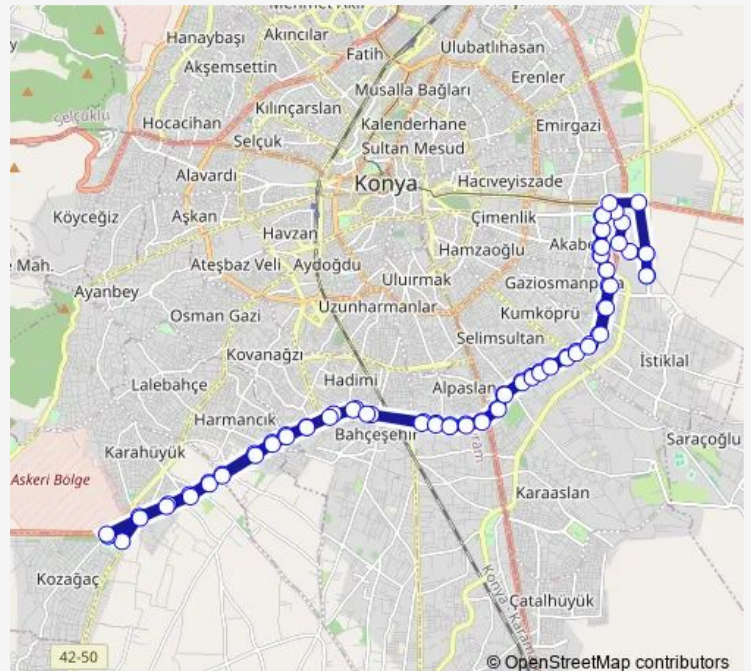 Hanaybaşı
Akıncılar
Ulubatlıhasan
Fatih
Akşemsettin
Erenler
Musalla Bağları
Kılınçarslan
Selçuklu
Hocacihan
Kalenderhane
Emirgazi
Selçuk
Sultan Mesud
Alavardı
Konya
Hacıveyiszade
Köyceğiz
Aşkan
Çimenlik
Havzan
Akabe
Hamzaoğlu
e Mah.
Ateşbaz Veli
Aydoğdu
Uluırmak
Gaziosmanpaşa
Ayanbey
Uzunharmanlar
Osman Gazi
Kumköprü
Selimsultan
Kovanağzı
İstiklal
Lalebahçe
Hadimi
Alpaslan
Harmancık
Bahçeşehir
Saraçoğlu
Karahüyük
Askeri Bölge
Karaaslan
Kozağaç
Çatalhüyük
42-50
© OpenStreetMap contributors